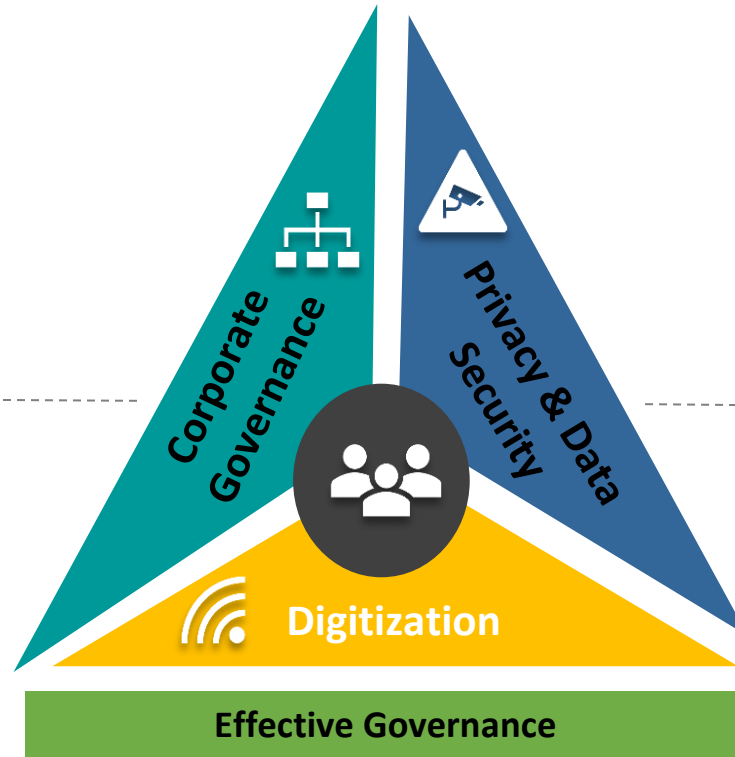 Corporate
Governance
Privacy & Data
Security
Digitization
Effective Governance